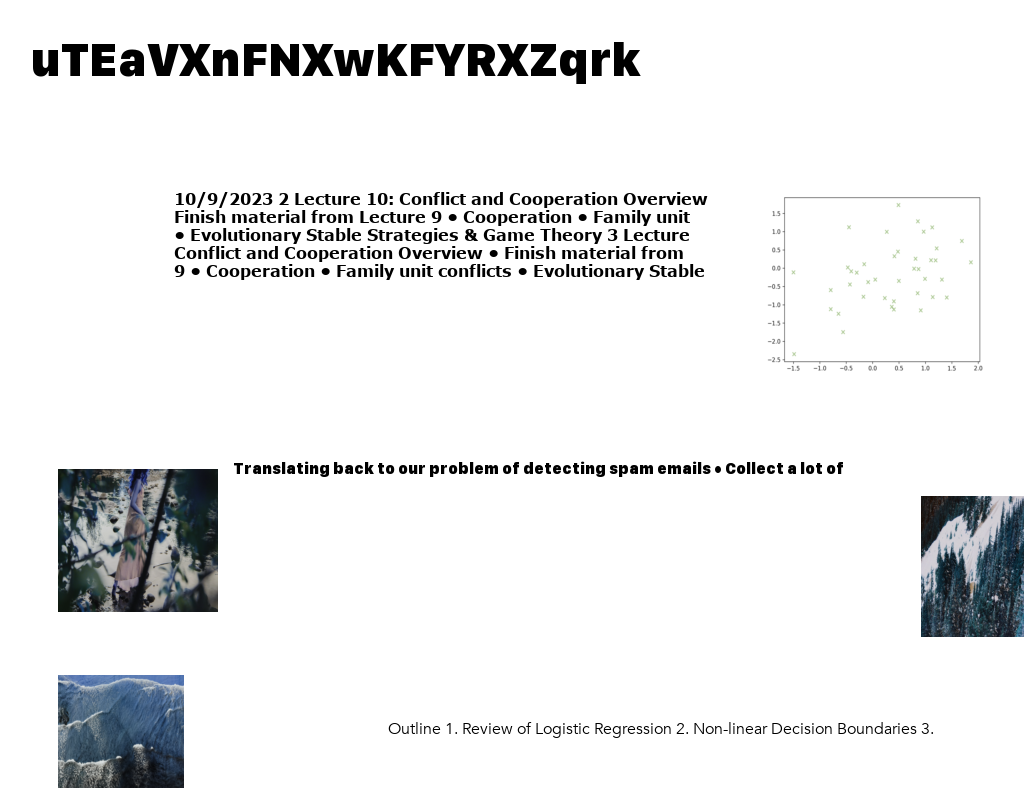 uTEaVXnFNXwKFYRXZqrk
10/9/2023 2 Lecture 10: Conflict and Cooperation Overview
Finish material from Lecture 9 • Cooperation • Family unit
• Evolutionary Stable Strategies & Game Theory 3 Lecture
Conflict and Cooperation Overview • Finish material from
9 • Cooperation • Family unit conflicts • Evolutionary Stable
1.5
1.0
0.5
0.0
−0.5
−1.0
−1.5
−2.0
−2.5
−1.5 −1.0 −0.5 0.0 0.5 1.0 1.5 2.0
Translating back to our problem of detecting spam emails • Collect a lot of
Outline 1. Review of Logistic Regression 2. Non-linear Decision Boundaries 3.